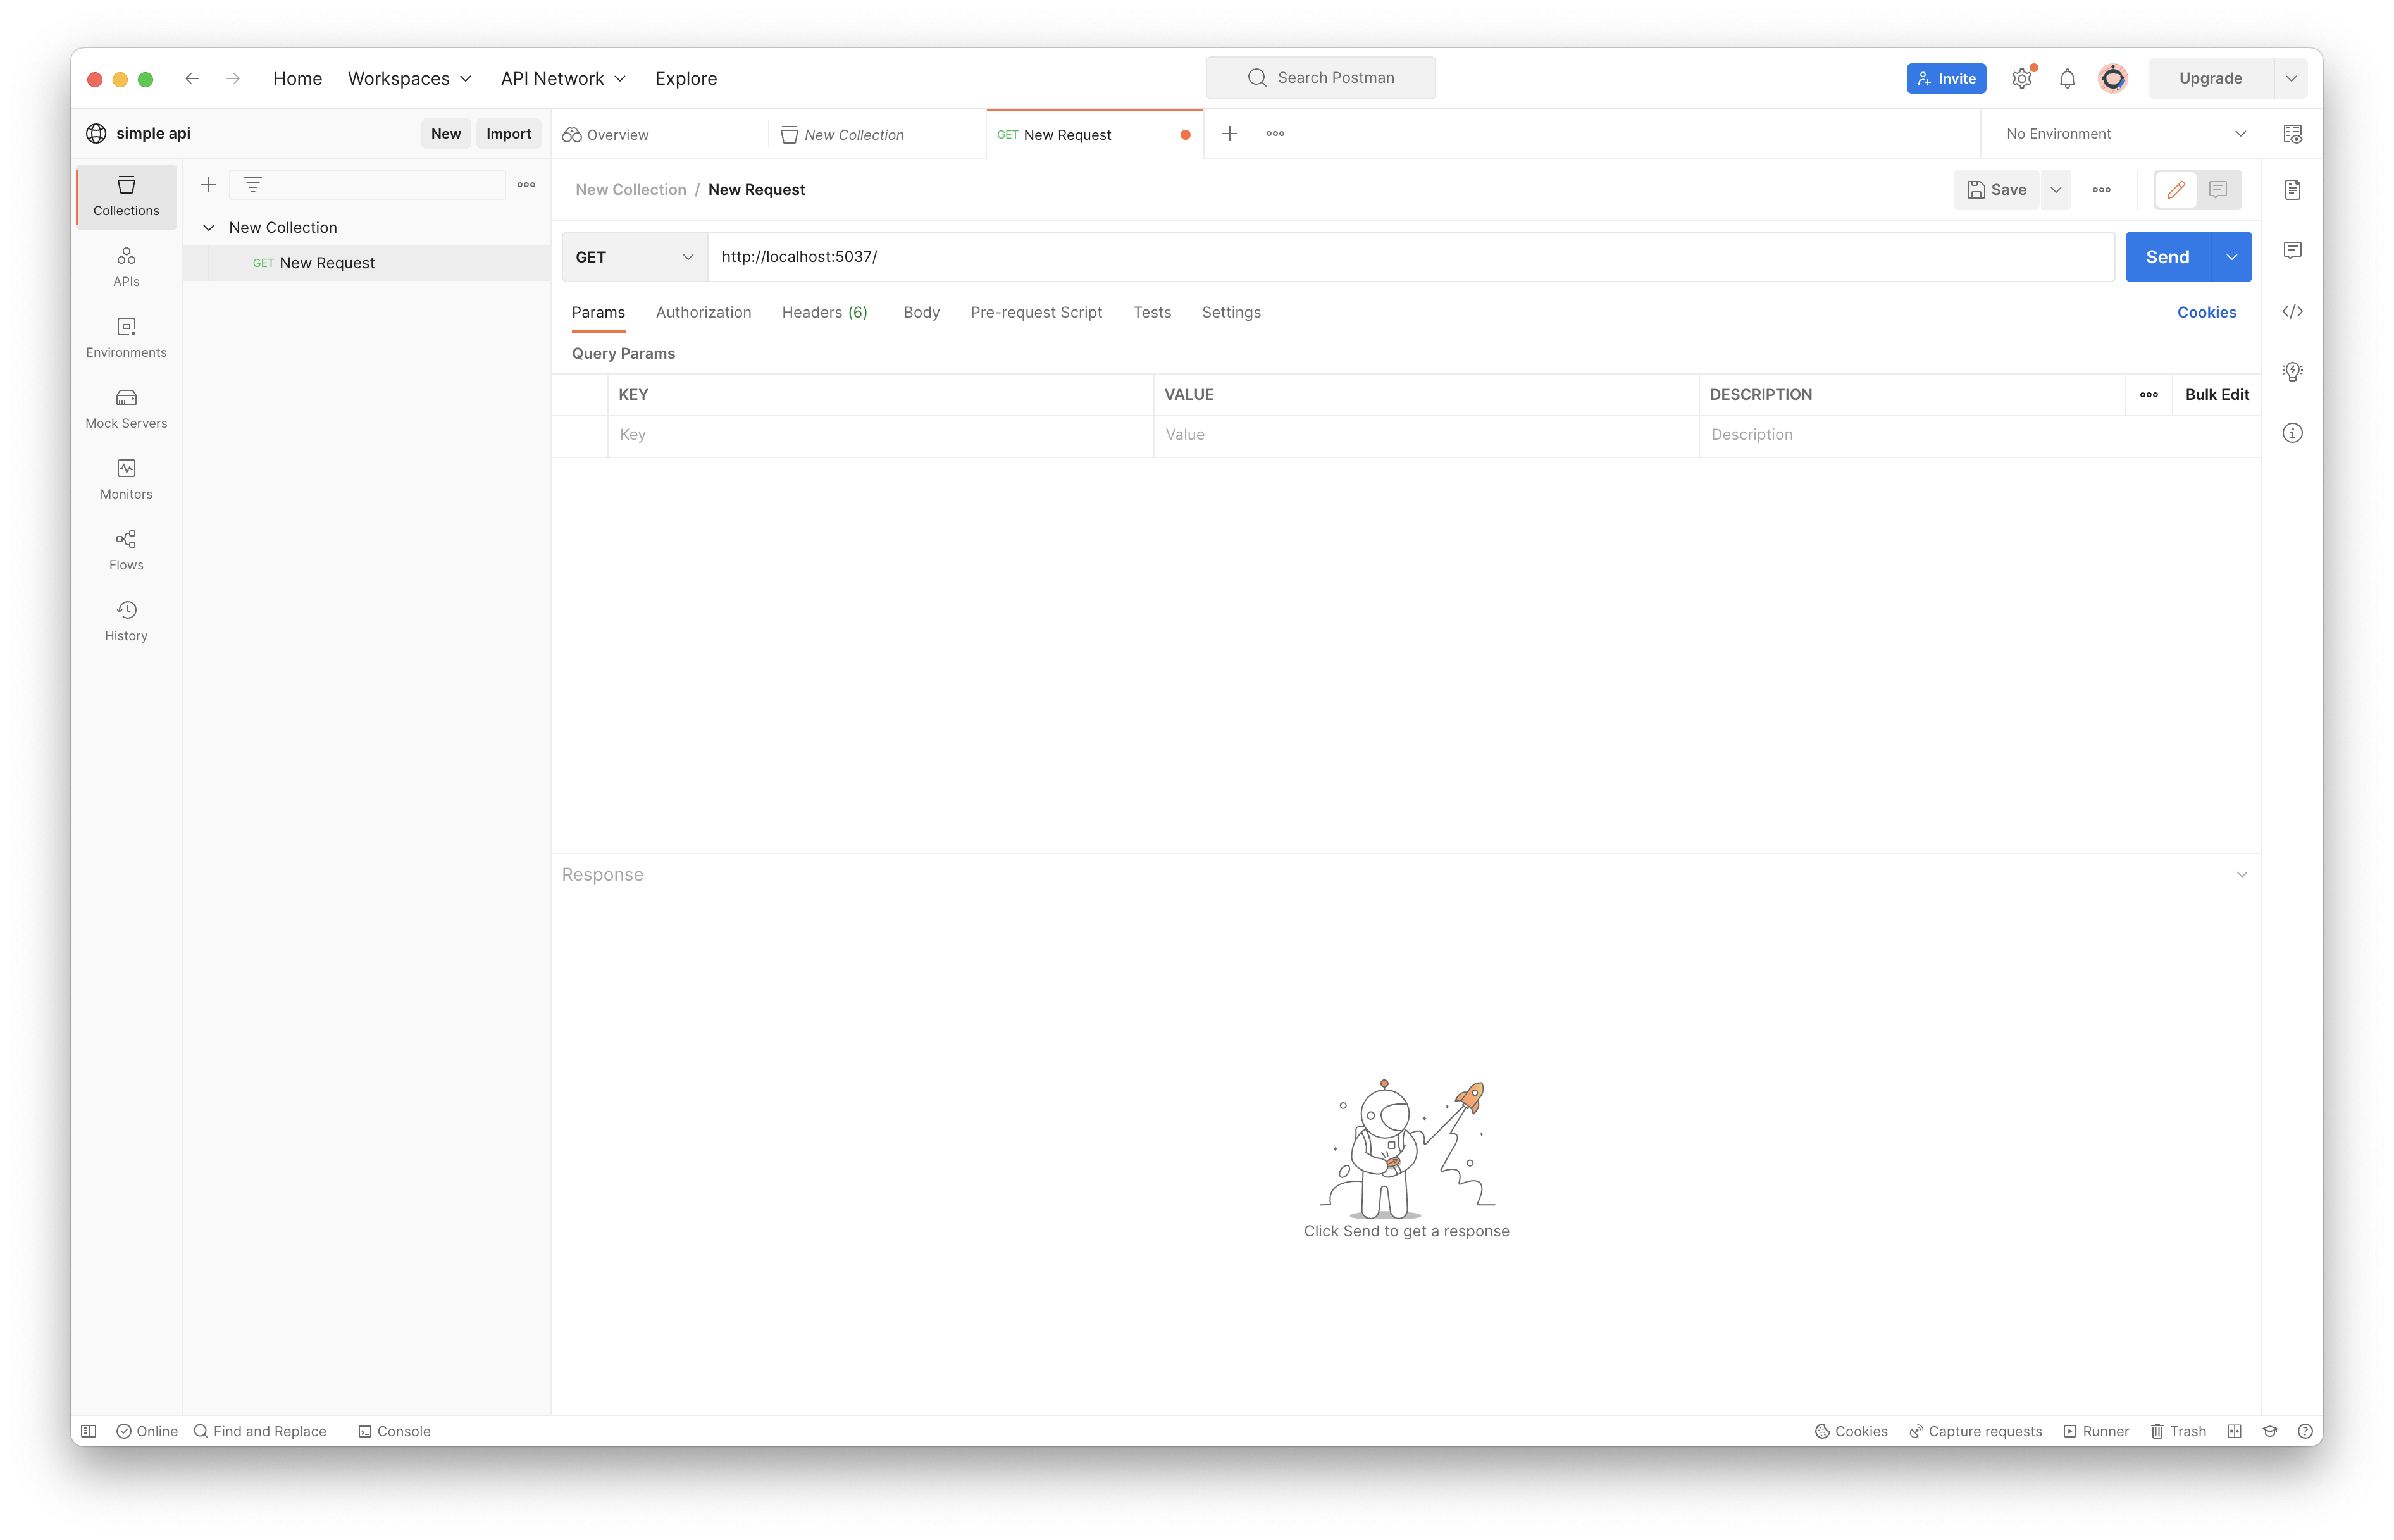 Home Workspaces API Network Explore Search Postman Invite Upgrade
simple api New Import Overview New Collection GET New Request No Environment
Collections
New Collection / New Request Save
New Collection
GET http://localhost:5037/ Send
GET New Request
APIs
Params Authorization Headers (6) Body Pre-request Script Tests Settings Cookies
Environments
Query Params
KEY VALUE DESCRIPTION Bulk Edit
Mock Servers
Key Value Description
Monitors
Flows
History
Response
Click Send to get a response
Online Find and Replace Console Cookies Capture requests Runner Trash